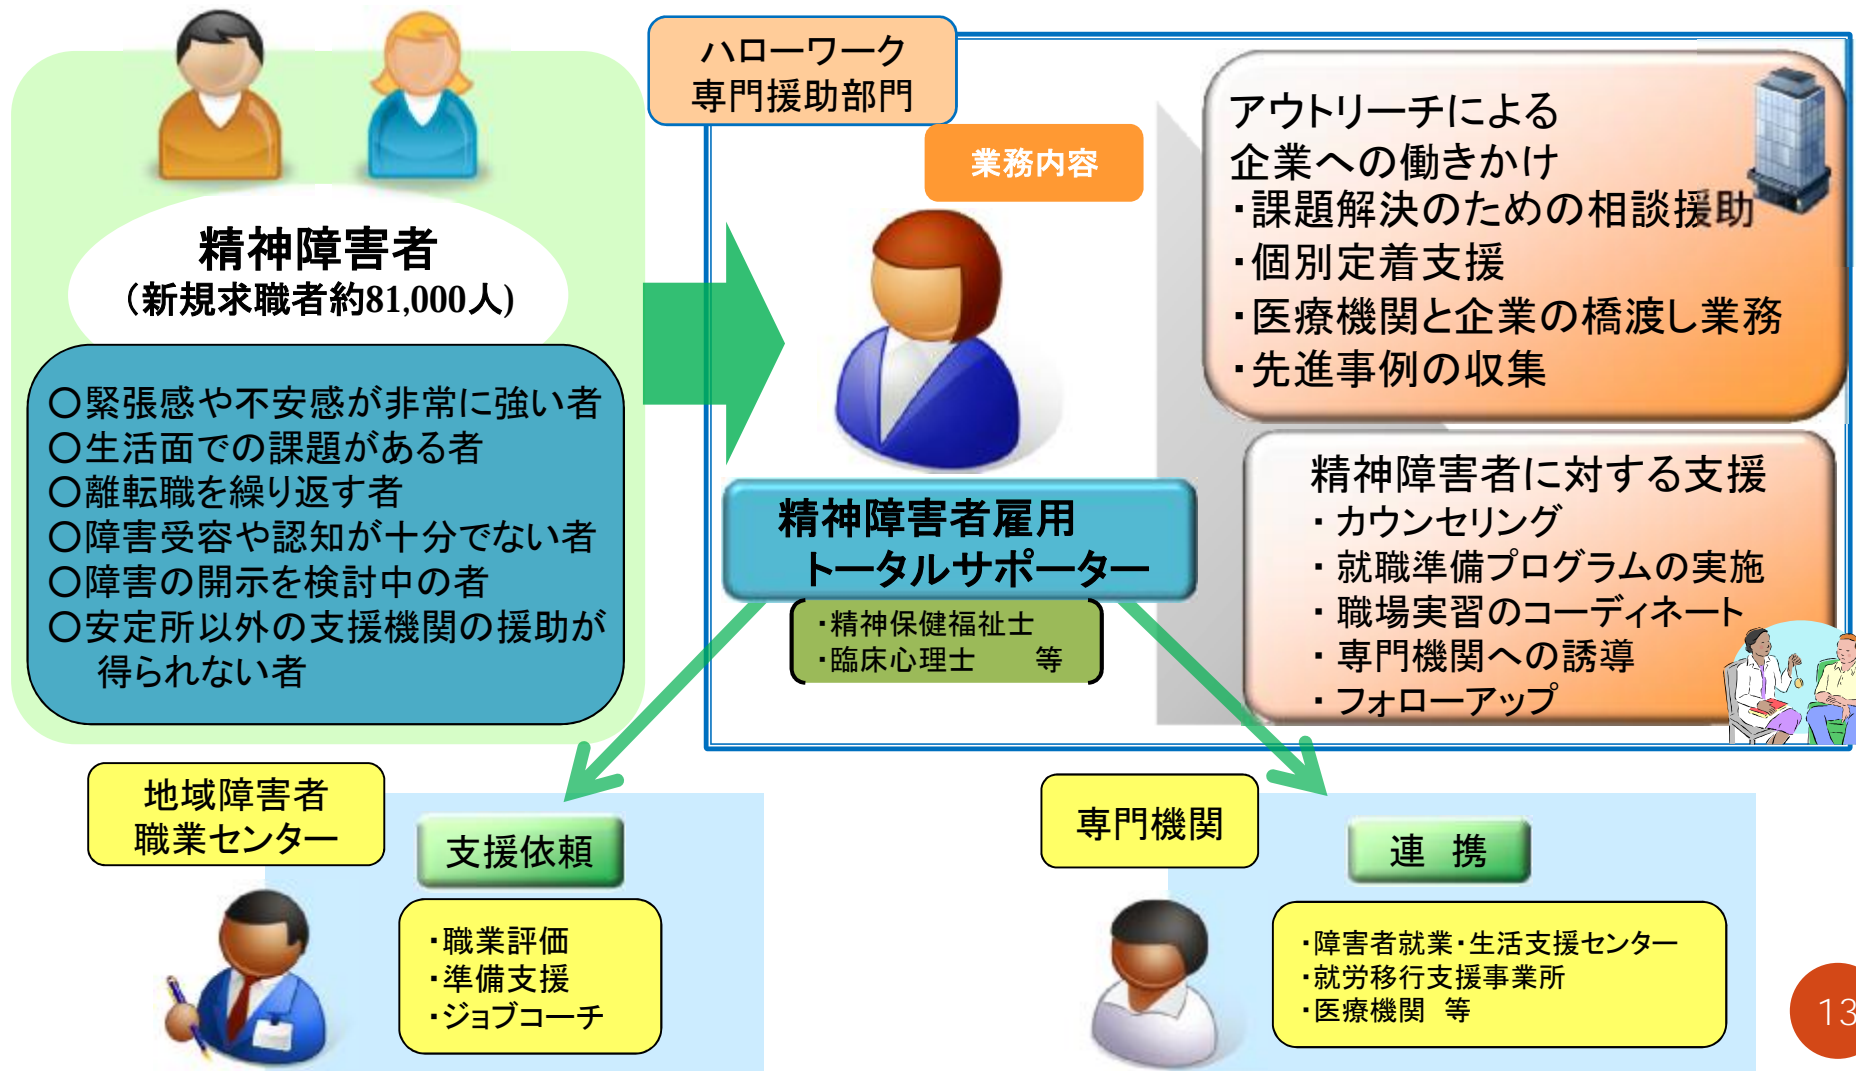 精神障害者
（新規求職者約81,000人)
〇緊張感や不安感が非常に強い者
〇生活面での課題がある者
〇離転職を繰り返す者
〇障害受容や認知が十分でない者
〇障害の開示を検討中の者
〇安定所以外の支援機関の援助が
得られない者
ハローワーク
専門援助部門
業務内容
精神障害者雇用
トータルサポーター
・精神保健福祉士
・臨床心理士　　等
アウトリーチによる
企業への働きかけ
・課題解決のための相談援助
・個別定着支援
・医療機関と企業の橋渡し業務
・先進事例の収集
精神障害者に対する支援
・カウンセリング
・就職準備プログラムの実施
・職場実習のコーディネート
・専門機関への誘導
・フォローアップ
地域障害者
職業センター
支援依頼
・職業評価
・準備支援
・ジョブコーチ
専門機関
連　携
・障害者就業・生活支援センター
・就労移行支援事業所
・医療機関　等
13